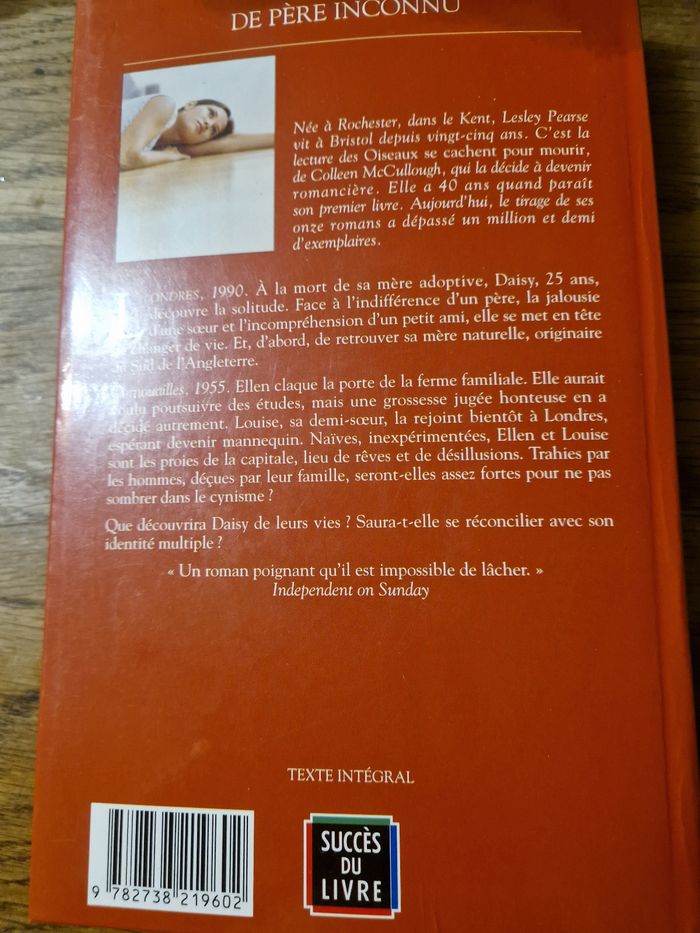 DE PÈRE INCONNU
Née à Rochester, dans le Kent, Lesley Pearse
vit à Bristol depuis vingt-cinq ans. C'est la
lecture des Oiseaux se cachent pour mourir,
de Colleen McCullough, qui la décide à devenir
romancière. Elle a 40 ans quand paraît
son premier livre. Aujourd'hui, le tirage de ses
onze romans a dépassé un million et demi
d'exemplaires.
LONDRES, 1990. À la mort de sa mère adoptive, Daisy, 25 ans,
découvre la solitude. Face à l'indifférence d'un père, la jalousie
d'une sœur et l'incompréhension d'un petit ami, elle se met en tête
changer de vie. Et, d'abord, de retrouver sa mère naturelle, originaire
du Sud de l'Angleterre.
1955. Ellen claque la porte de la ferme familiale. Elle aurait
voulu poursuivre des études, mais une grossesse jugée honteuse en a
décidé autrement. Louise, sa demi-sœur, la rejoint bientôt à Londres,
espérant devenir mannequin. Naïves, inexpérimentées, Ellen et Louise
sont les proies de la capitale, lieu de rêves et de désillusions. Trahies
par les hommes, déçues par leur famille, seront-elles assez fortes pour ne pas
sombrer dans le cynisme ?
Que découvrira Daisy de leurs vies ? Saura-t-elle se réconcilier avec son
identité multiple ?
« Un roman poignant qu'il est impossible de lâcher. »
Independent on Sunday
TEXTE INTÉGRAL
SUCCÈS
DU
LIVRE
9 782738 219602